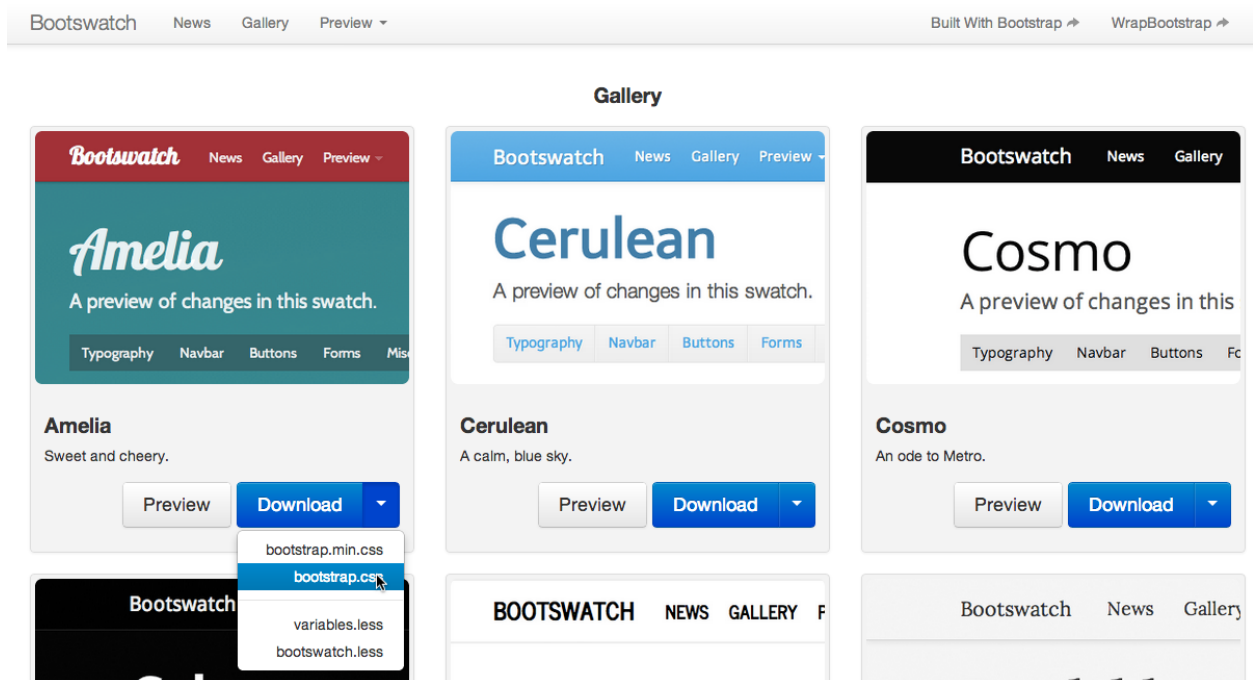 Bootswatch News Gallery Preview Built With Bootstrap WrapBootstrap
Gallery
Bootswatch News Gallery Preview
Amelia
A preview of changes in this swatch.
Typography Navbar Buttons Forms
Amelia
Sweet and cheery.
Preview Download
bootstrap.min.css
bootstrap.css
variables.less
bootswatch.less
Bootswatch News Gallery Preview
Cerulean
A preview of changes in this swatch.
Typography Navbar Buttons Forms
Cerulean
A calm, blue sky.
Preview Download
Bootswatch News Gallery
Cosmo
A preview of changes in this
Typography Navbar Buttons
Cosmo
An ode to Metro.
Preview Download
Bootswatch
BOOTSWATCH NEWS GALLERY
Bootswatch News Gallery